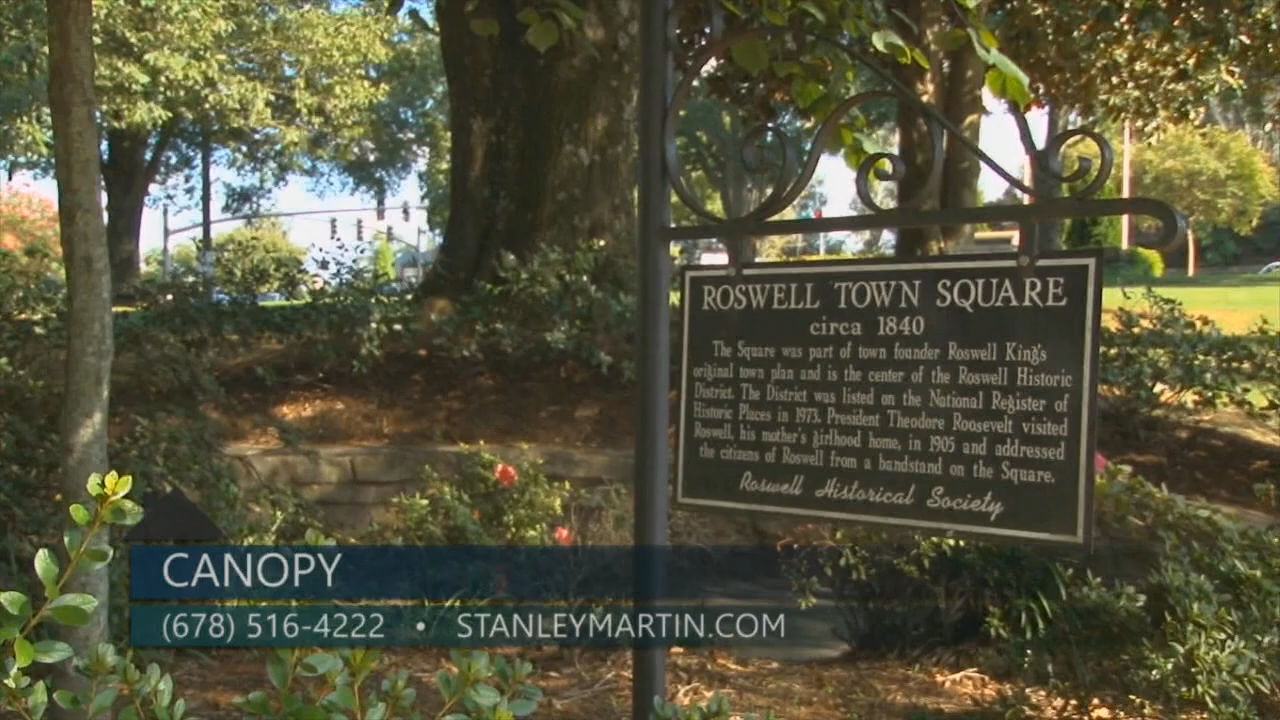 ROSWELL TOWN SQUARE
circa 1840
The Square was part of town founder Roswell King's
original town plan and is the center of the Roswell Historic
District. The District was listed on the National Register of
Historic Places in 1973. President Theodore Roosevelt visited
Roswell, his mother's girlhood home, in 1905 and addressed
the citizens of Roswell from a bandstand on the Square.
Roswell Historical Society
CANOPY
(678) 516-4222 • STANLEYMARTIN.COM